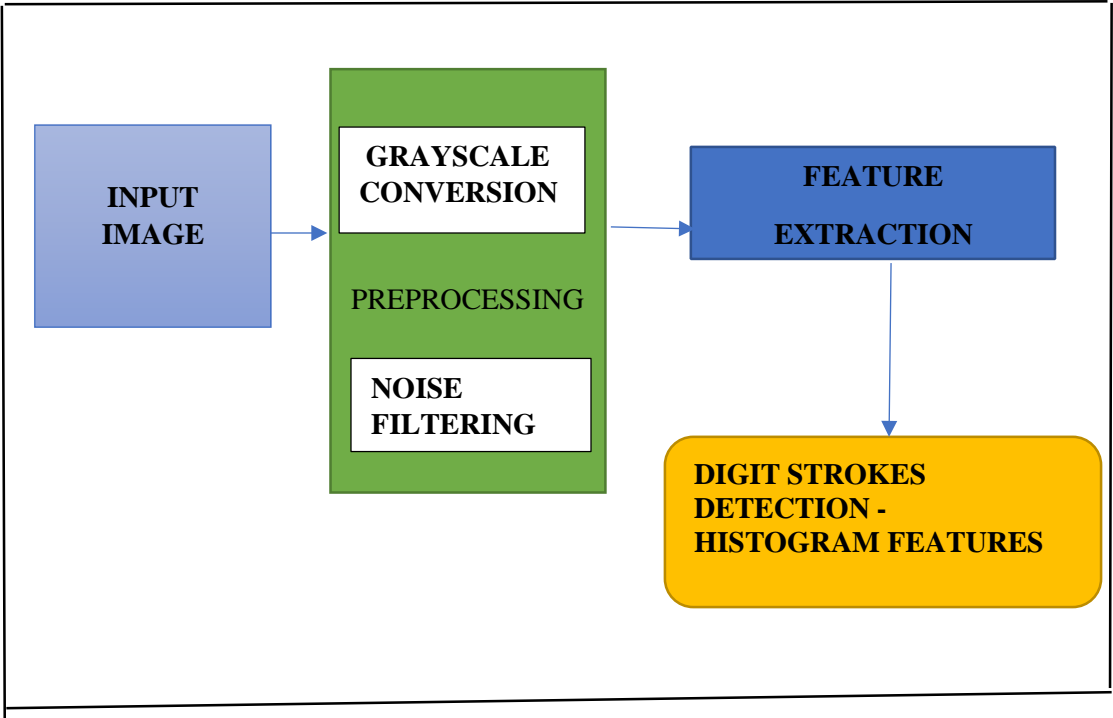 INPUT
IMAGE
GRAYSCALE
CONVERSION
PREPROCESSING
NOISE
FILTERING
FEATURE
EXTRACTION
DIGIT STROKES
DETECTION -
HISTOGRAM FEATURES